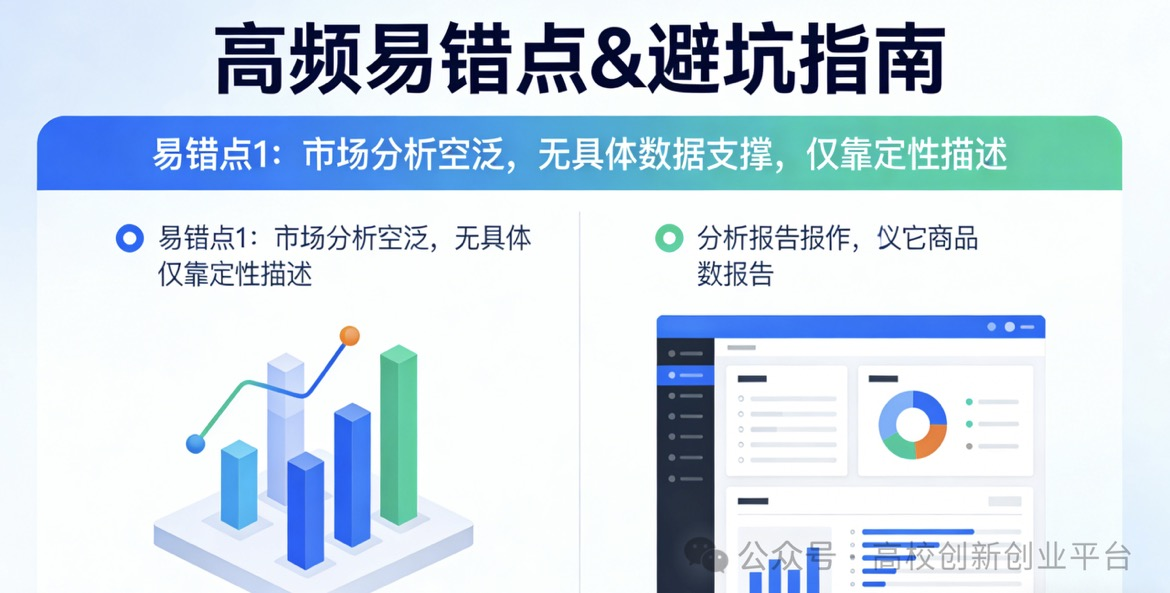 高频易错点&避坑指南
易错点1：市场分析空泛，无具体数据支撑，仅靠定性描述
易错点1：市场分析空泛，无具体
仅靠定性描述
分析报告报作，仪它商品
数报告
公众号·高校创新创业平台